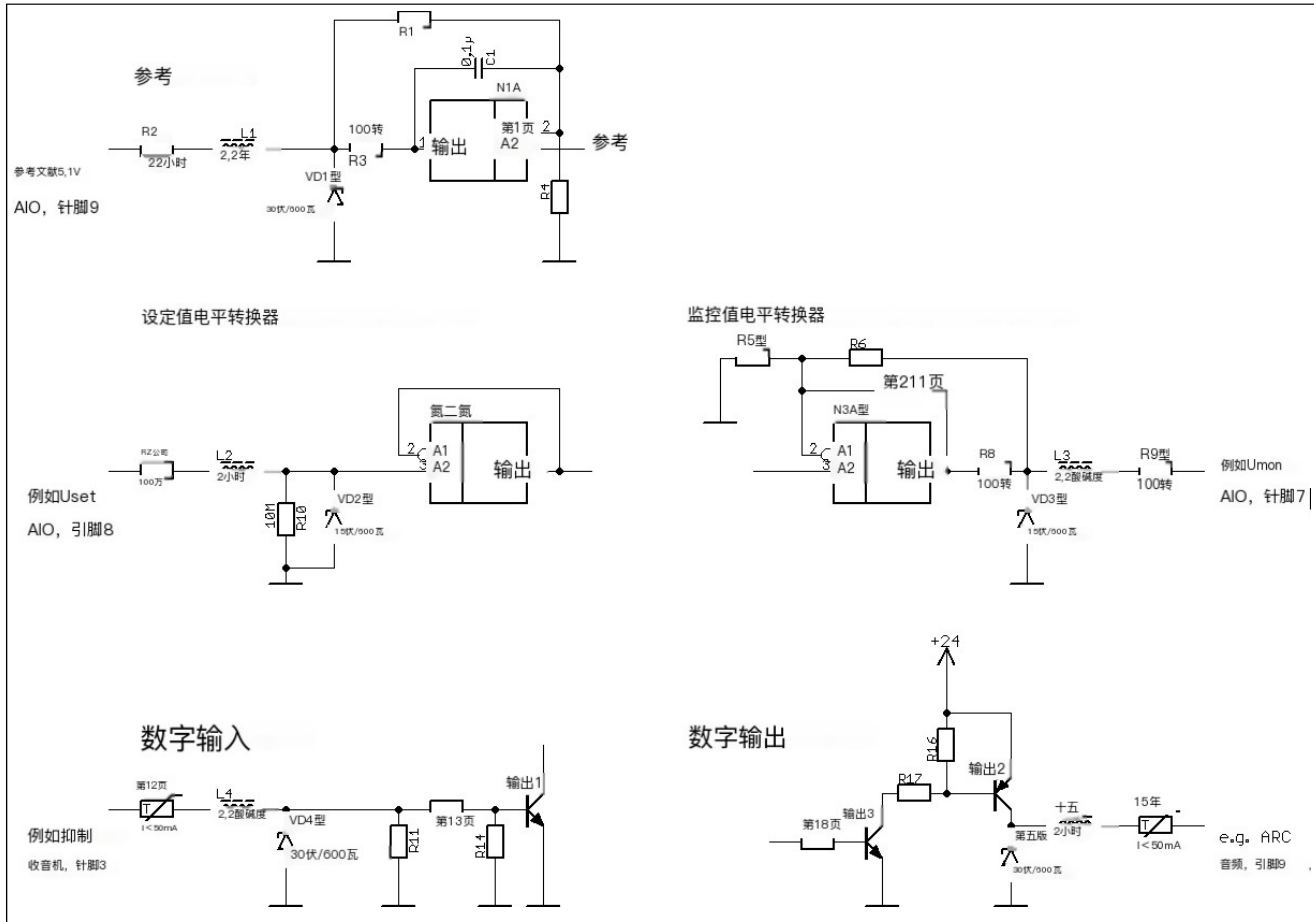 R1
0,1µ
C1
参考
N1A
R2
L1
100转
1
输出
第1页
2
A2
参考
22小时
2,2年
R3
参考文献5,1V
VD1型
R4
AIO，针脚9
30伏/600瓦
设定值电平转换器
监控值电平转换器
R5型
R6
第211页
氮二氮
N3A型
RZ公司
L2
2
A1
3
A2
输出
2
A1
3
A2
输出
R8
L3
R9型
例如Umon
100万
2小时
100转
2,2酸碱度
100转
例如Uset
AIO，针脚7
10M
R10
VD2型
VD3型
AIO，引脚8
15伏/600瓦
15伏/600瓦
+24
数字输入
数字输出
R16
第12页
L4
输出1
R17
输出2
T
2,2酸碱度
I<50mA
第13页
VD4型
R11
R14
例如抑制
30伏/600瓦
收音机，针脚3
第18页
输出3
十五
15年
第五版
2小时
T
I<50mA
e.g. ARC
30伏/600瓦
音频，引脚9